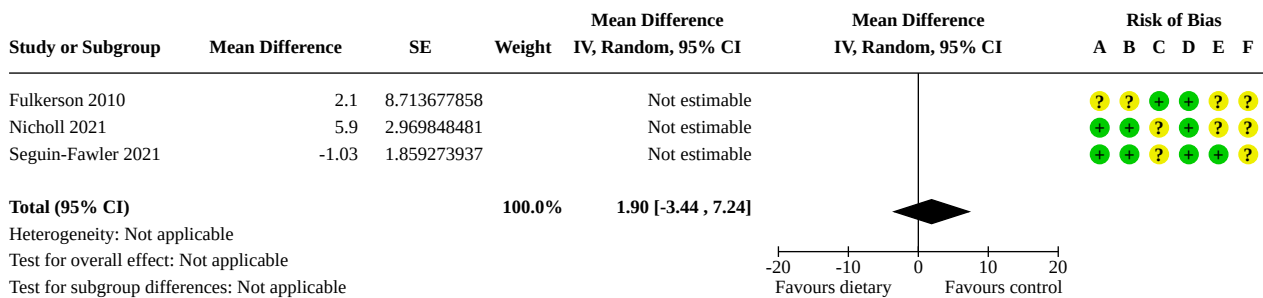 Mean Difference Mean Difference Risk of Bias
Study or Subgroup Mean Difference SE Weight IV, Random, 95% CI IV, Random, 95% CI A B C D E F
Fulkerson 2010 2.1 8.713677858 Not estimable ? ? + + ? ?
Nicholl 2021 5.9 2.969848481 Not estimable + + ? + ? ?
Seguin-Fawler 2021 -1.03 1.859273937 Not estimable + + ? + + ?
Total (95% CI) 100.0% 1.90 [-3.44 , 7.24]
Heterogeneity: Not applicable
Test for overall effect: Not applicable -20 -10 0 10 20
Test for subgroup differences: Not applicable Favours dietary Favours control